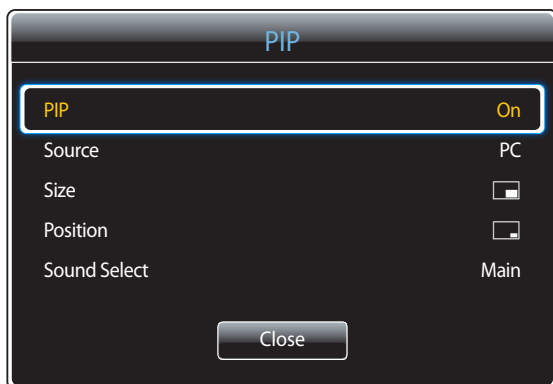 PIP
PIP On
Source PC
Size
Position
Sound Select Main
Close